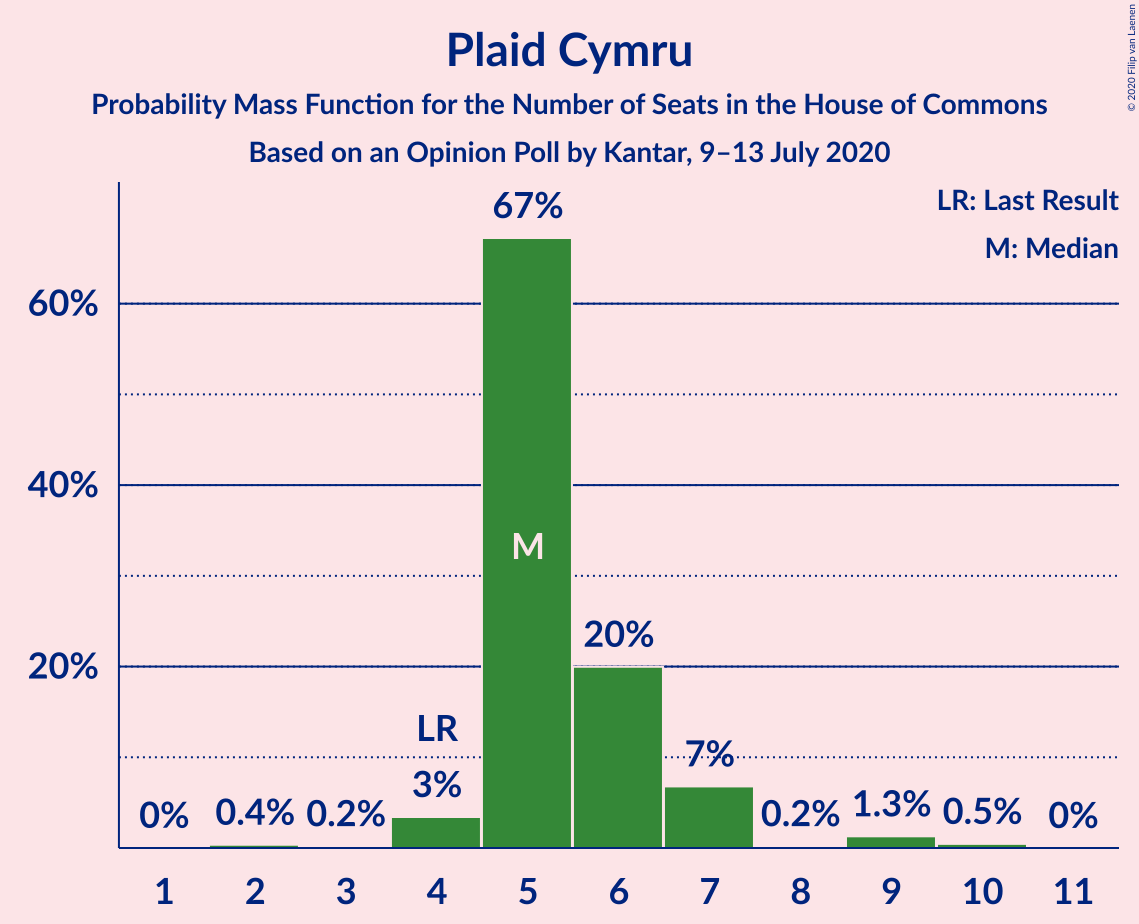 Plaid Cymru
Probability Mass Function for the Number of Seats in the House of Commons
Based on an Opinion Poll by Kantar, 9–13 July 2020
© 2020 Filip van Laenen
LR: Last Result
M: Median
60%
40%
20%
0%
0.4%
0.2%
LR
3%
67%
M
20%
7%
0.2%
1.3%
0.5%
0%
1 2 3 4 5 6 7 8 9 10 11